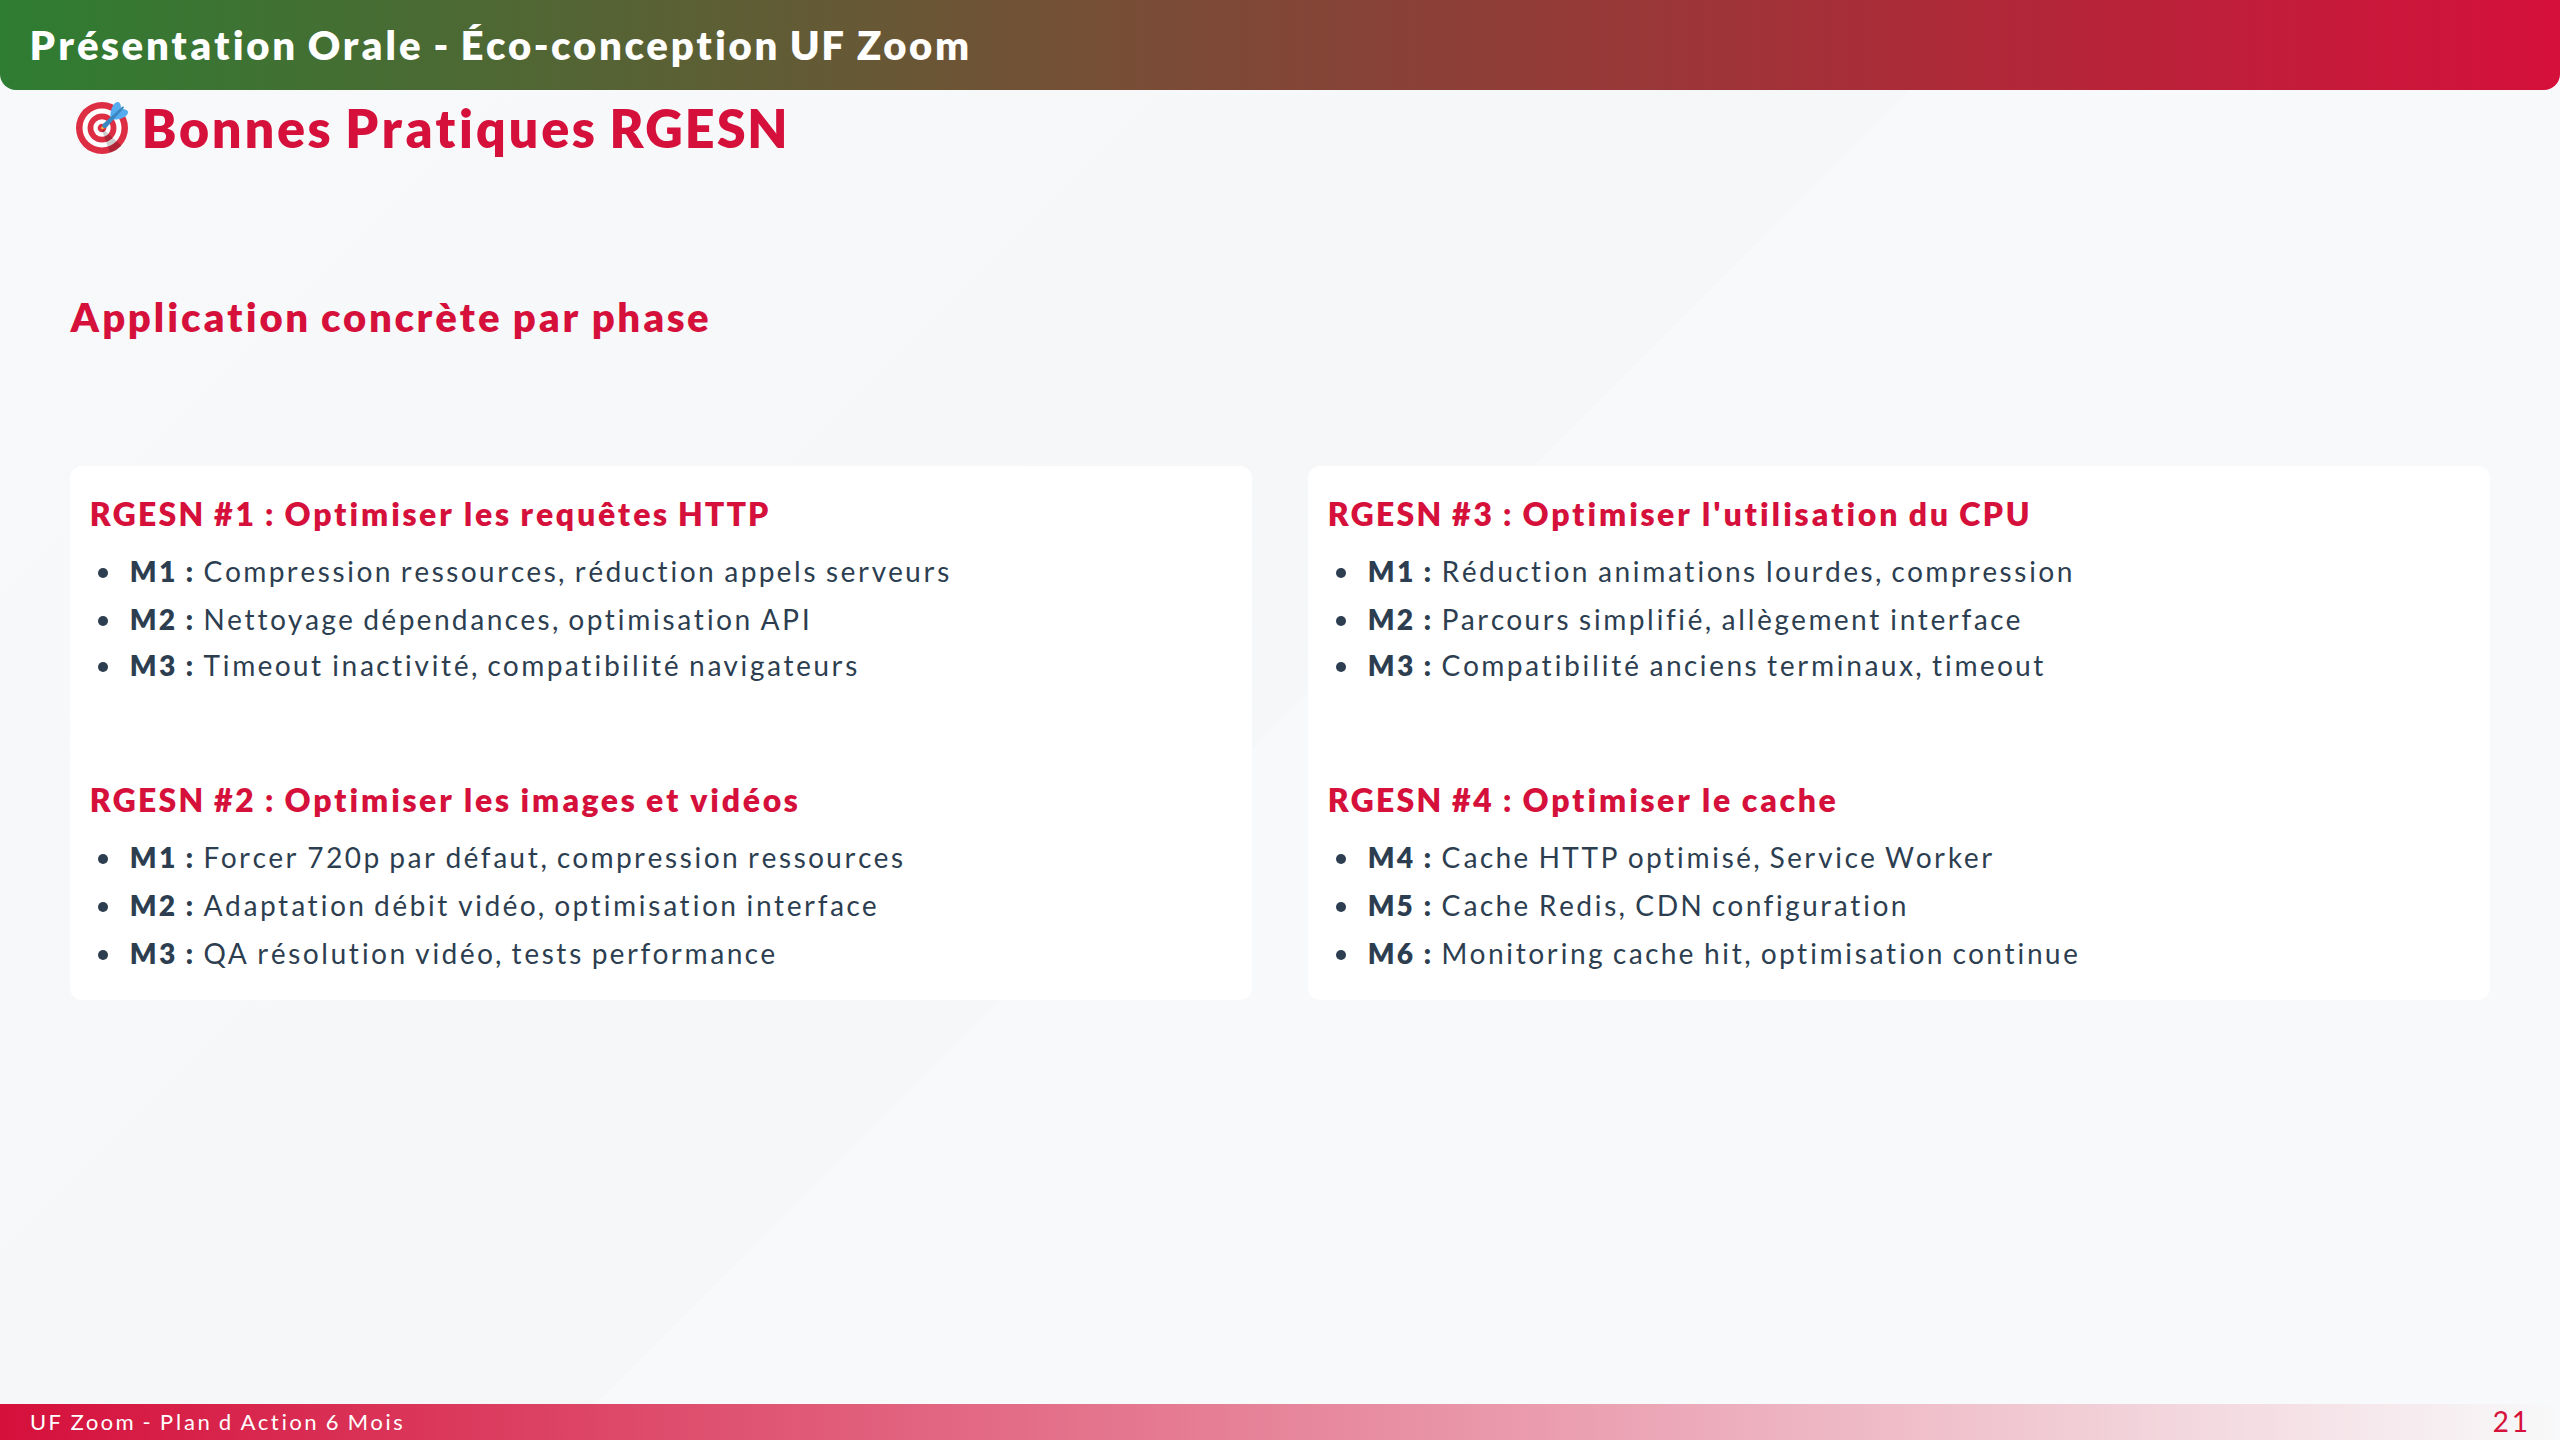 Présentation Orale - Éco-conception UF Zoom
Bonnes Pratiques RGESN
Application concrète par phase
RGESN #1 : Optimiser les requêtes HTTP
M1 : Compression ressources, réduction appels serveurs
M2 : Nettoyage dépendances, optimisation API
M3 : Timeout inactivité, compatibilité navigateurs
RGESN #2 : Optimiser les images et vidéos
M1 : Forcer 720p par défaut, compression ressources
M2 : Adaptation débit vidéo, optimisation interface
M3 : QA résolution vidéo, tests performance
RGESN #3 : Optimiser l'utilisation du CPU
M1 : Réduction animations lourdes, compression
M2 : Parcours simplifié, allègement interface
M3 : Compatibilité anciens terminaux, timeout
RGESN #4 : Optimiser le cache
M4 : Cache HTTP optimisé, Service Worker
M5 : Cache Redis, CDN configuration
M6 : Monitoring cache hit, optimisation continue
UF Zoom - Plan d Action 6 Mois
21